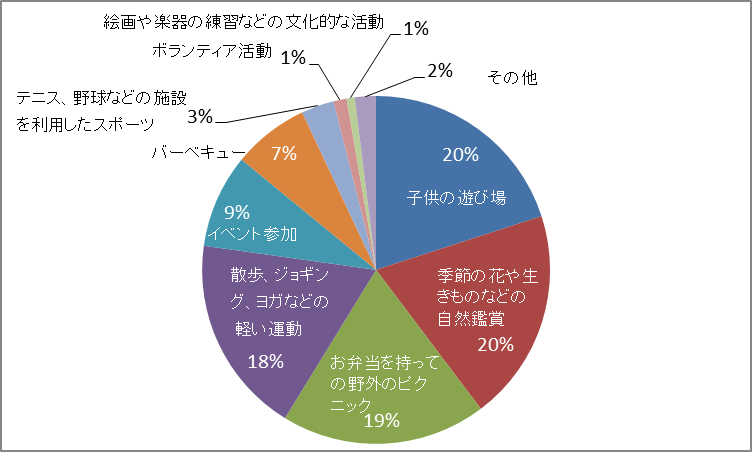 絵画や楽器の練習などの文化的な活動
1%
ボランティア活動
1%
2%
その他
テニス、野球などの施設
を利用したスポーツ
3%
バーベキュー
7%
20%
子供の遊び場
9%
イベント参加
季節の花や生
きものなどの
自然鑑賞
20%
散歩、ジョギン
グ、ヨガなどの
軽い運動
18%
お弁当を持って
の野外のピク
ニック
19%